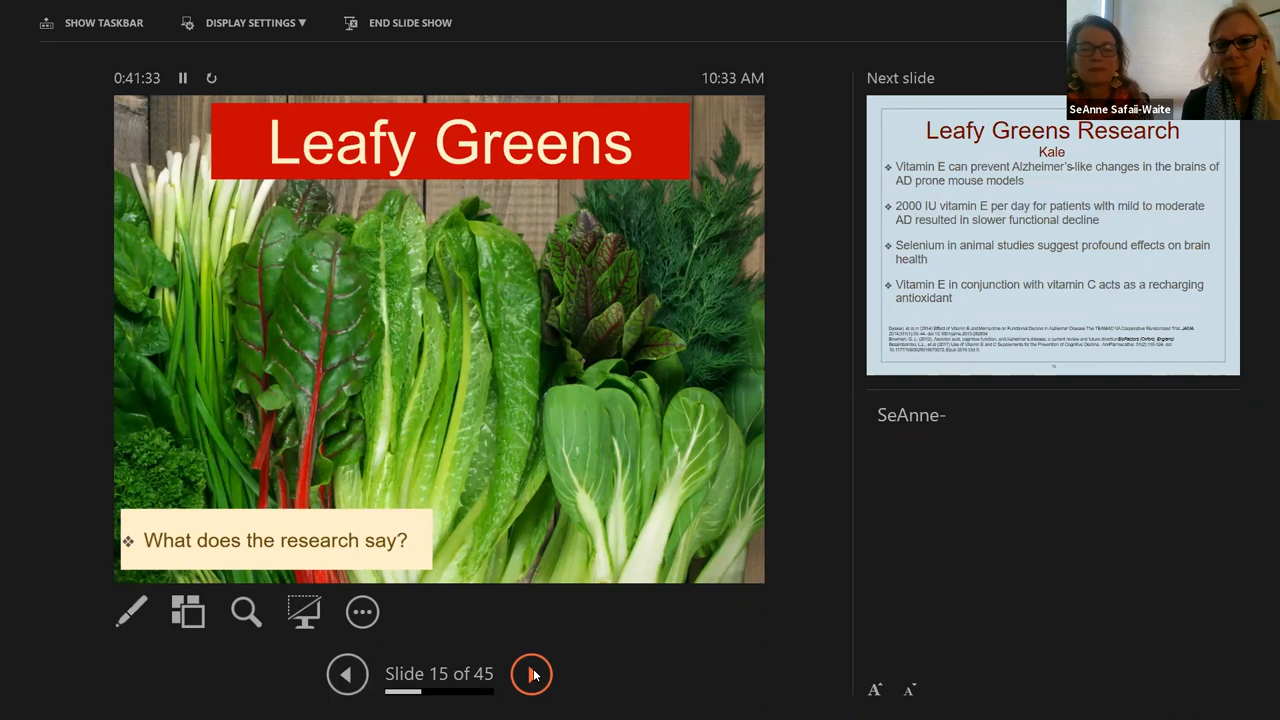 SHOW TASKBAR
DISPLAY SETTINGS ▼
END SLIDE SHOW
SeAnne Safaii-Waite
0:41:33
10:33 AM
Leafy Greens
❖ What does the research say?
Slide 15 of 45
Next slide
Leafy Greens Research
Kale
❖ Vitamin E can prevent Alzheimer's-like changes in the brains of
AD prone mouse models
❖ 2000 IU vitamin E per day for patients with mild to moderate
AD resulted in slower functional decline
❖ Selenium in animal studies suggest profound effects on brain
health
❖ Vitamin E in conjunction with vitamin C acts as a recharging
antioxidant
SeAnne-
A A